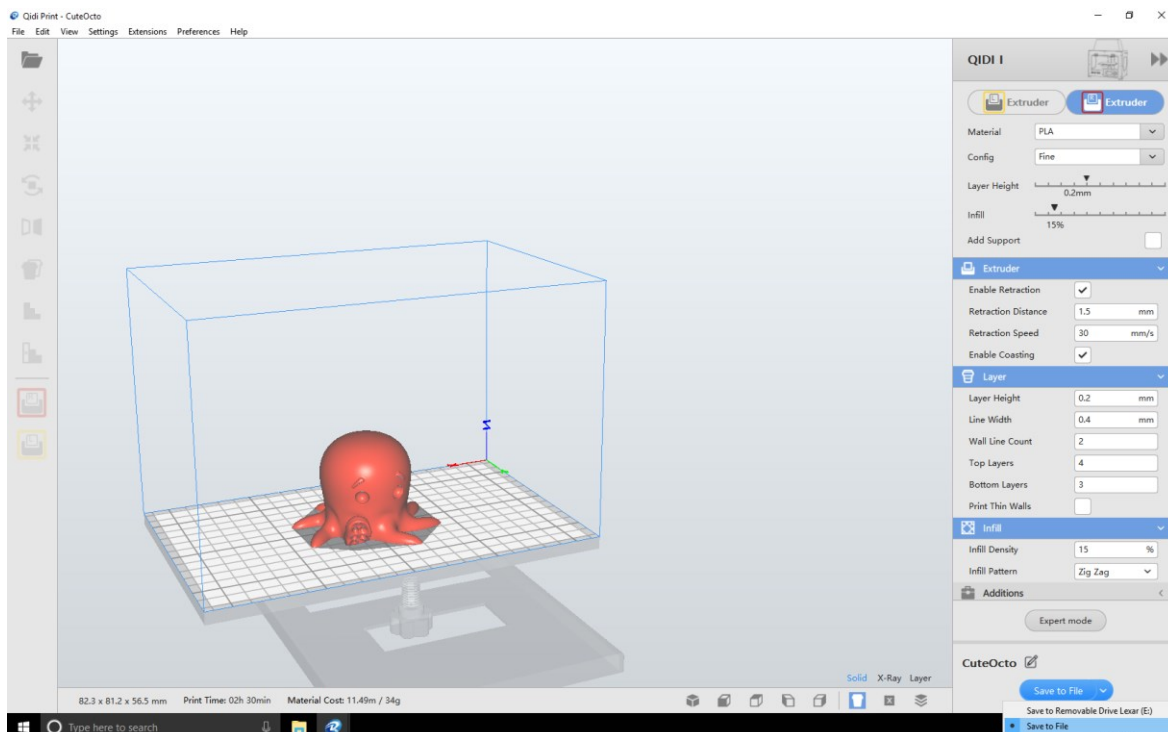 Qidi Print - CuteOcto
File Edit View Settings Extensions Preferences Help
QIDI I
Extruder Extruder
Material PLA
Config Fine
Layer Height
0.2mm
Infill
15%
Add Support
Extruder
Enable Retraction
Retraction Distance 1.5 mm
Retraction Speed 30 mm/s
Enable Coasting
Layer
Layer Height 0.2 mm
Line Width 0.4 mm
Wall Line Count 2
Top Layers 4
Bottom Layers 3
Print Thin Walls
Infill
Infill Density 15 %
Infill Pattern Zig Zag
Additions
Expert mode
CuteOcto
Z
Solid X-Ray Layer
82.3 x 81.2 x 56.5 mm Print Time: 02h 30min Material Cost: 11.49m / 34g
Save to File
Save to Removable Drive Lexar (E:)
Save to File
Type here to search